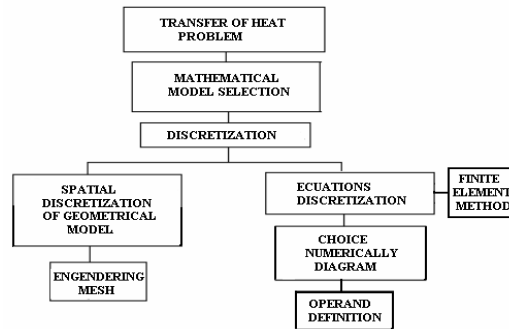 TRANSFER OF HEAT
PROBLEM
MATHEMATICAL
MODEL SELECTION
DISCRETIZATION
SPATIAL
DISCRETIZATION
OF GEOMETRICAL
MODEL
ENGENDERING
MESH
ECUATIONS
DISCRETIZATION
FINITE
ELEMENT
METHOD
CHOICE
NUMERICALLY
DIAGRAM
OPERAND
DEFINITION